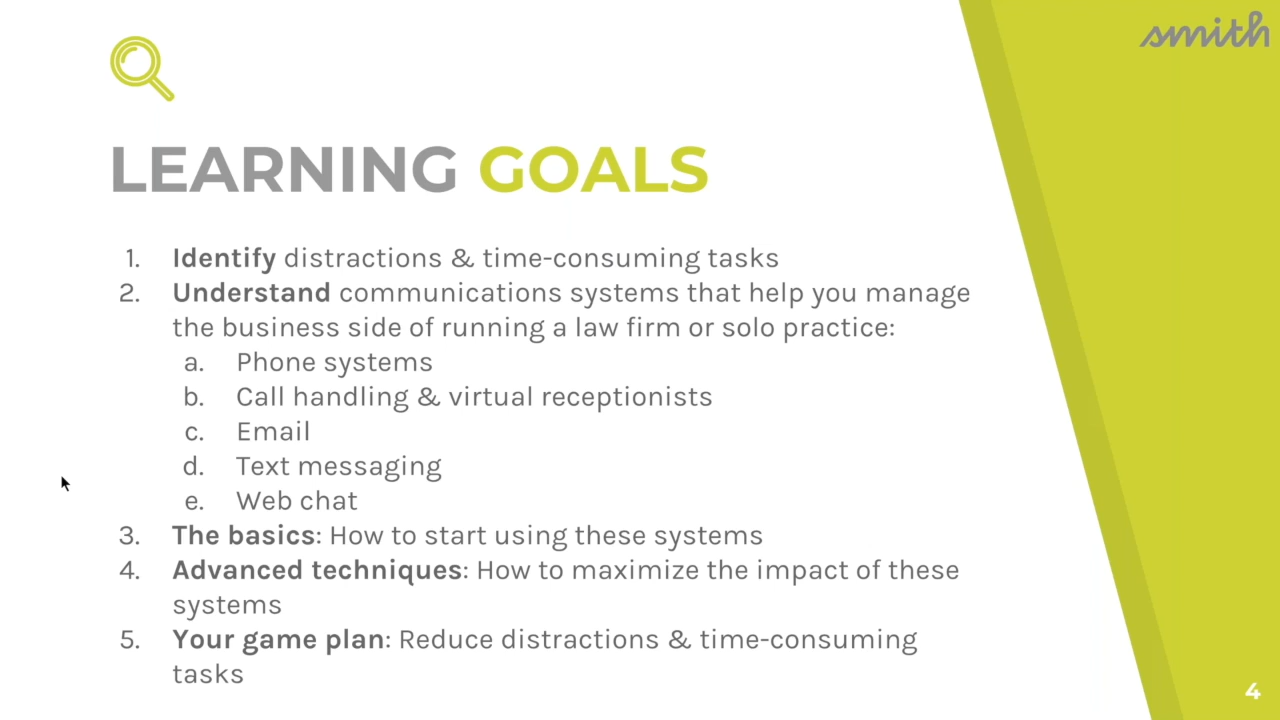 smith
LEARNING GOALS
1. Identify distractions & time-consuming tasks
2. Understand communications systems that help you manage
the business side of running a law firm or solo practice:
a. Phone systems
b. Call handling & virtual receptionists
c. Email
d. Text messaging
e. Web chat
3. The basics: How to start using these systems
4. Advanced techniques: How to maximize the impact of these
systems
5. Your game plan: Reduce distractions & time-consuming
tasks
4